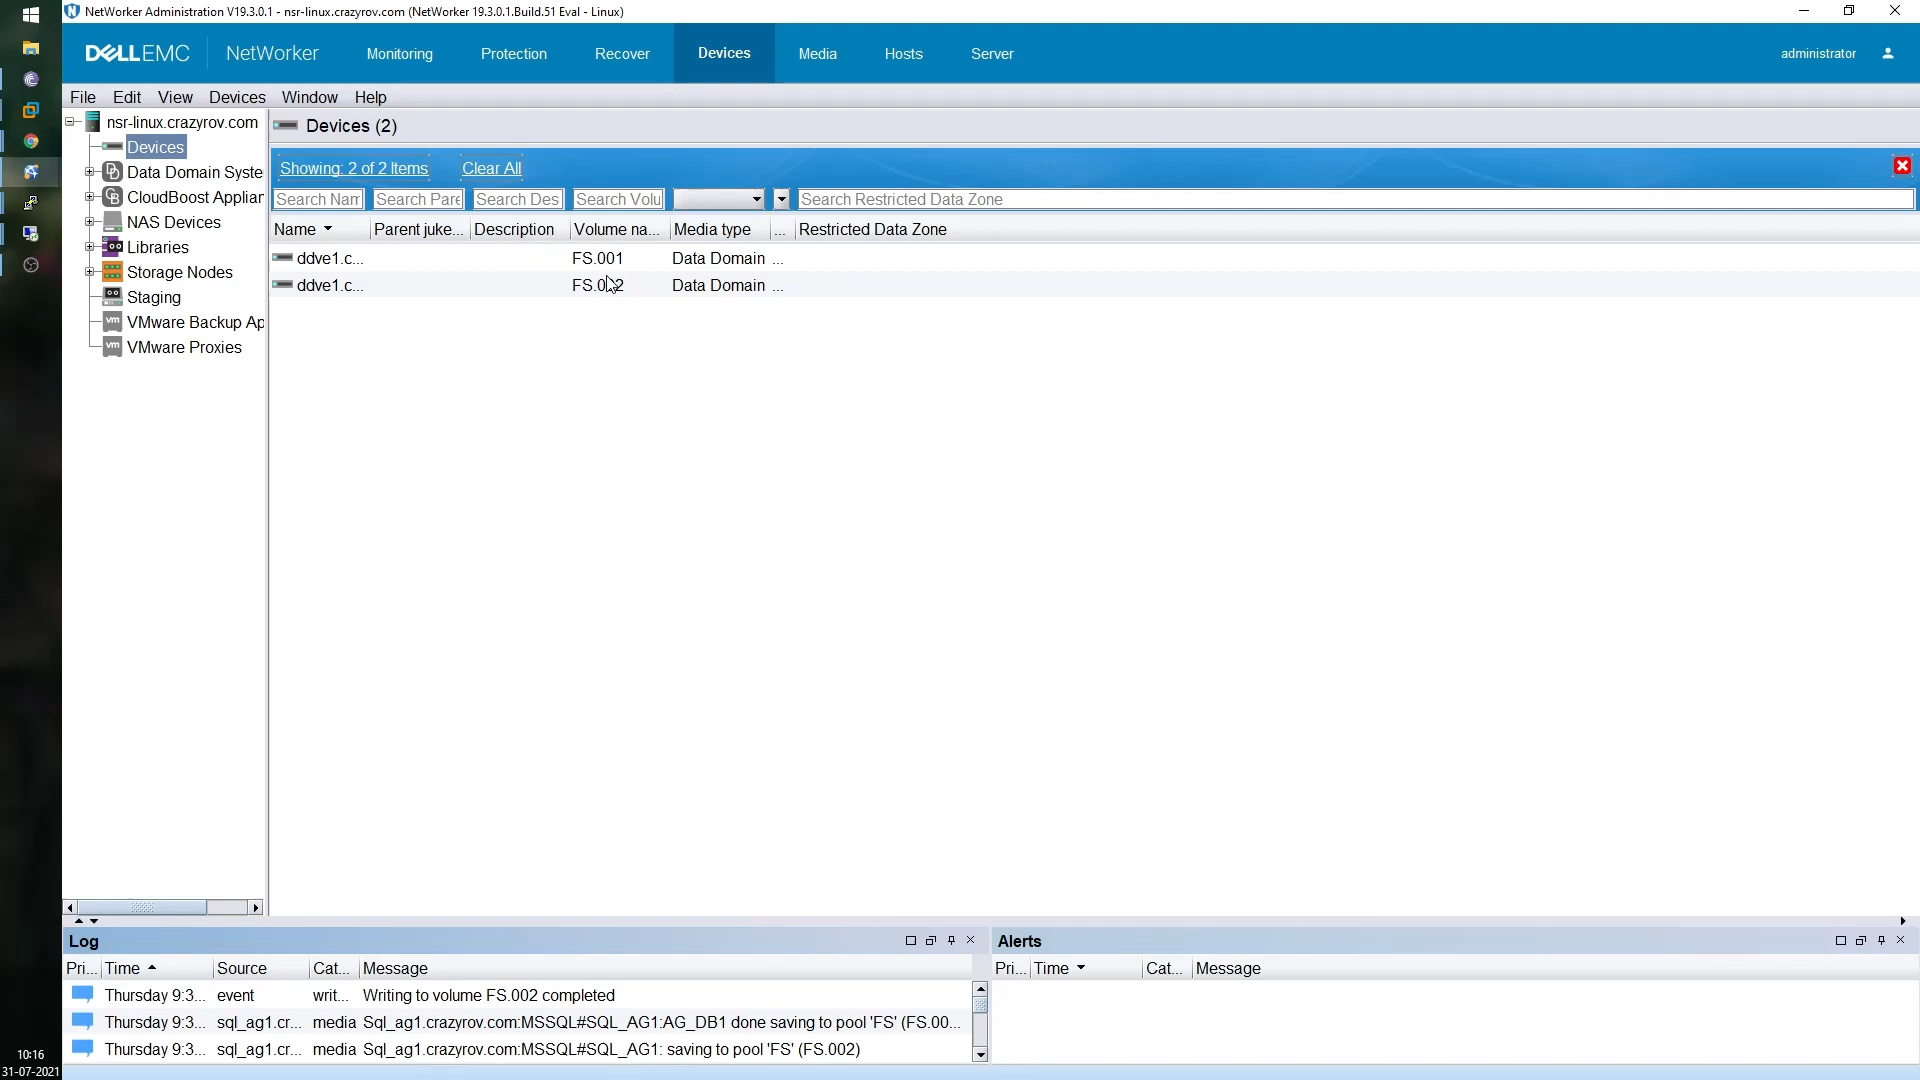 NetWorker Administration V19.3.0.1 - nsr-linux.crazyrov.com (NetWorker 19.3.0.1.Build.51 Eval - Linux)
DELLEMC NetWorker Monitoring Protection Recover Devices Media Hosts Server administrator
File Edit View Devices Window Help
nsr-linux.crazyrov.com
Devices
Data Domain Syste
CloudBoost Applian
NAS Devices
Libraries
Storage Nodes
Staging
VMware Backup Ap
VMware Proxies
Devices (2)
Showing: 2 of 2 Items Clear All
Search Nam Search Pare Search Des Search Volu Search Restricted Data Zone
Name Parent juke... Description Volume na... Media type ... Restricted Data Zone
ddve1.c... FS.001 Data Domain ...
ddve1.c... FS.002 Data Domain ...
Log
Pri... Time Source Cat... Message
Thursday 9:3... event writ... Writing to volume FS.002 completed
Thursday 9:3... sql_ag1.cr... media Sql_ag1.crazyrov.com:MSSQL#SQL_AG1:AG_DB1 done saving to pool 'FS' (FS.00...
Thursday 9:3... sql_ag1.cr... media Sql_ag1.crazyrov.com:MSSQL#SQL_AG1: saving to pool 'FS' (FS.002)
Alerts
Pri... Time Cat... Message
10:16
31-07-2021